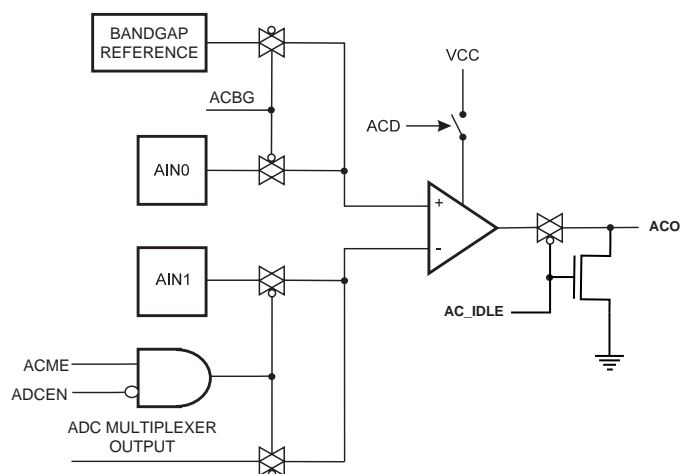 BANDGAP
REFERENCE
VCC
ACBG
ACD
AIN0
+
-
ACO
AIN1
AC_IDLE
ACME
ADCEN
ADC MULTIPLEXER
OUTPUT